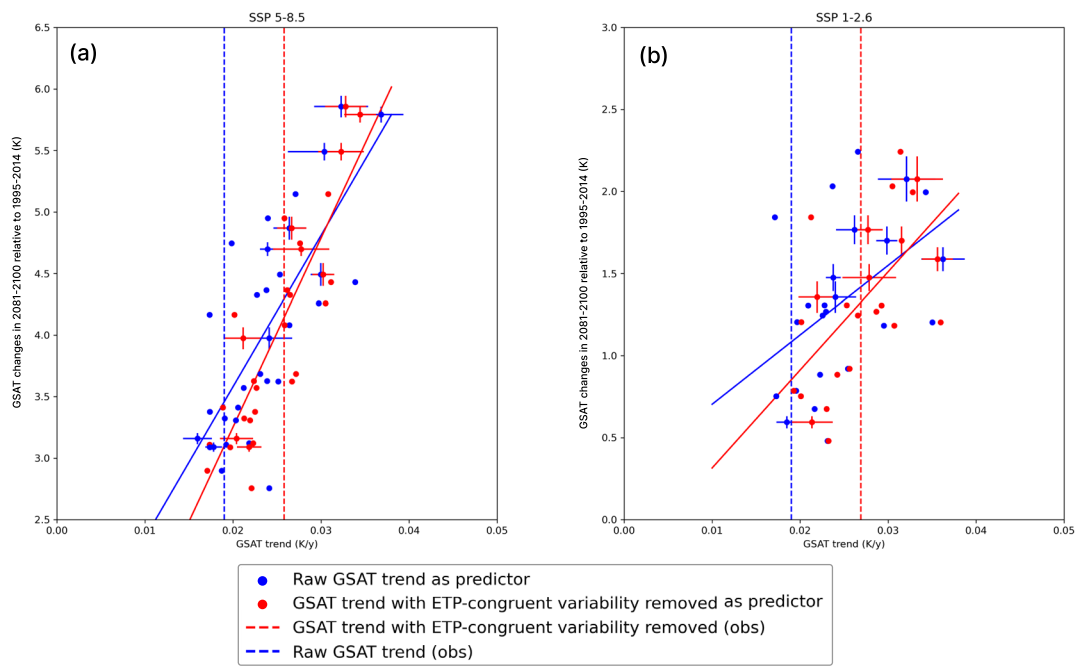 SSP 5-8.5
(a)
GSAT changes in 2081-2100 relative to 1995-2014 (K)
6.5
6.0
5.5
5.0
4.5
4.0
3.5
3.0
2.5
0.00 0.01 0.02 0.03 0.04 0.05
GSAT trend (K/y)
SSP 1-2.6
(b)
GSAT changes in 2081-2100 relative to 1995-2014 (K)
3.0
2.5
2.0
1.5
1.0
0.5
0.0
0.00 0.01 0.02 0.03 0.04 0.05
GSAT trend (K/y)
Raw GSAT trend as predictor
GSAT trend with ETP-congruent variability removed as predictor
GSAT trend with ETP-congruent variability removed (obs)
Raw GSAT trend (obs)